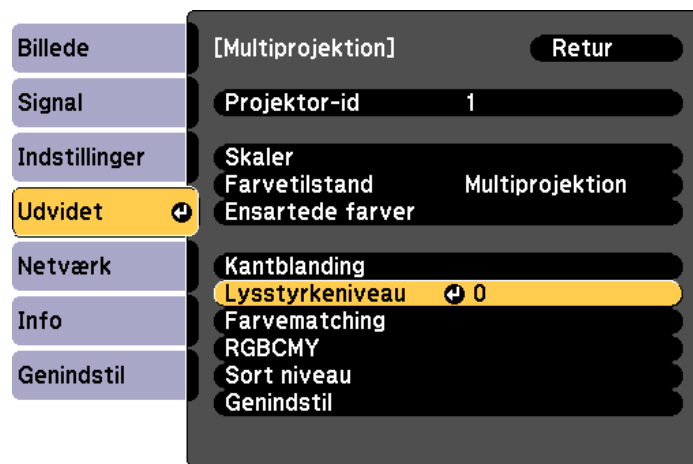 Billede
Signal
Indstillinger
Udvidet
Netværk
Info
Genindstil
[Multiprojektion] Retur
Projektor-id 1
Skaler
Farvetilstand Multiprojektion
Ensartede farver
Kantblanding
Lysstyrkeniveau 0
Farvematching
RGBCMY
Sort niveau
Genindstil